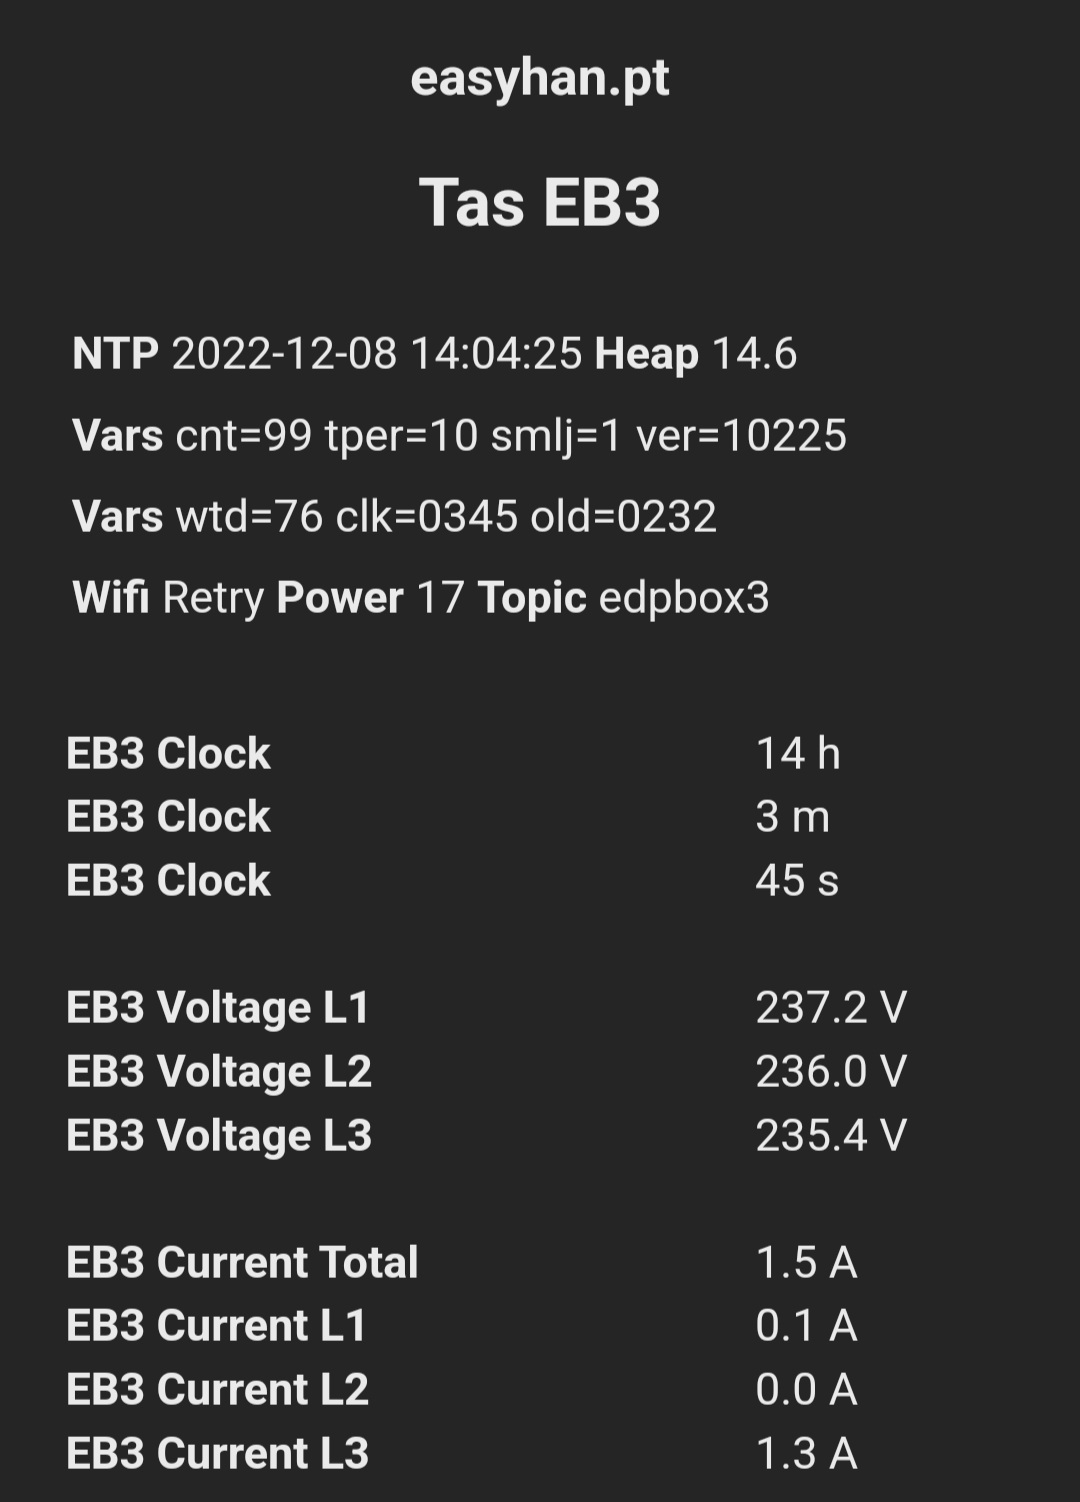 easyhan.pt
Tas EB3
NTP 2022-12-08 14:04:25 Heap 14.6
Vars cnt=99 tper=10 smlj=1 ver=10225
Vars wtd=76 clk=0345 old=0232
Wifi Retry Power 17 Topic edpbox3
EB3 Clock 14 h
EB3 Clock 3 m
EB3 Clock 45 s
EB3 Voltage L1 237.2 V
EB3 Voltage L2 236.0 V
EB3 Voltage L3 235.4 V
EB3 Current Total 1.5 A
EB3 Current L1 0.1 A
EB3 Current L2 0.0 A
EB3 Current L3 1.3 A